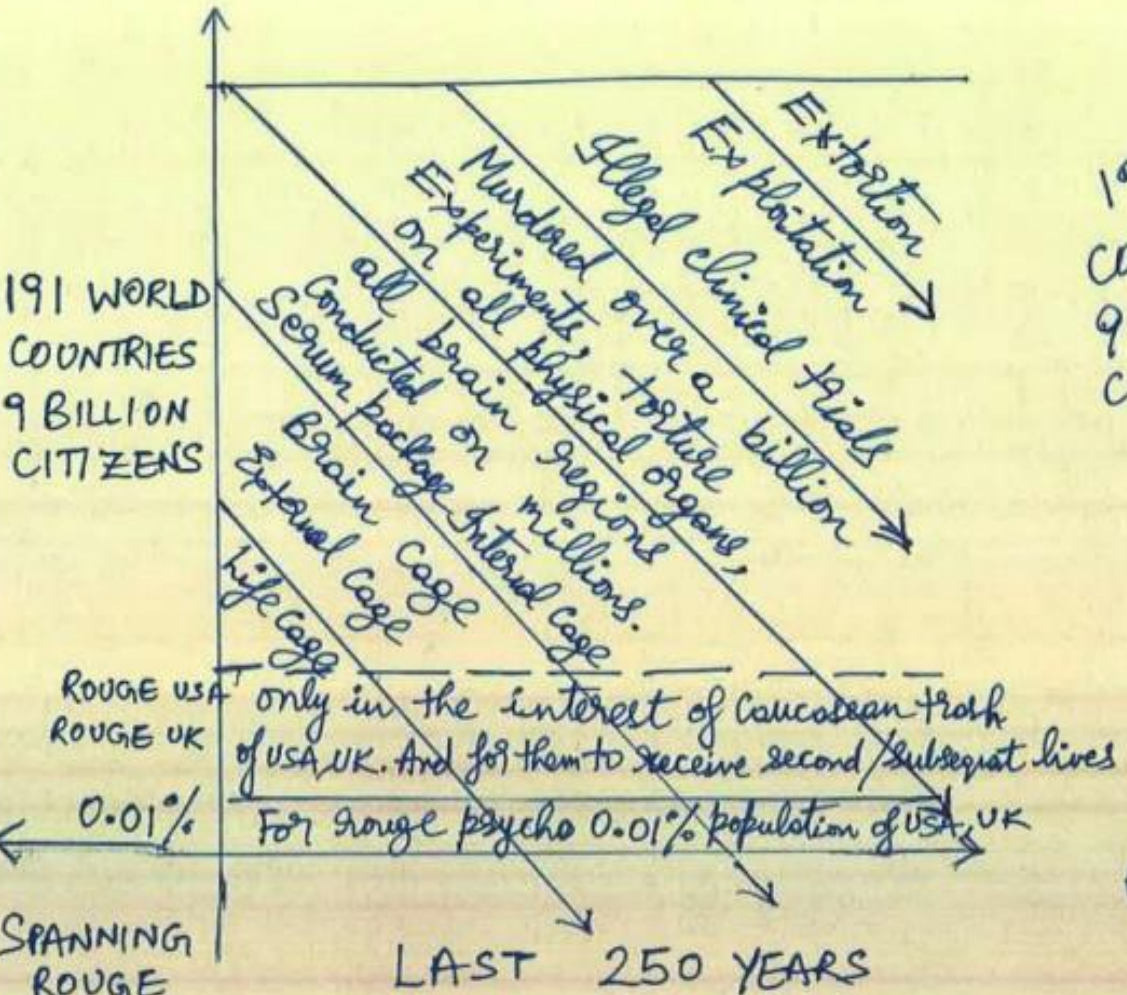 191 WORLD
COUNTRIES
9 BILLION
CITIZENS
Extortion
Exploitation
Illegal clinical trials
Murdered over a billion
Experiments, torture
on all physical organs,
all brain regions
conducted on millions.
Serum package Internal cage
Brain cage
External cage
Life cage
ROUGE USA
ROUGE UK
only in the interest of Caucasean trash
of USA, UK. And for them to receive second/subsequat lives
0.01%
For rouge psycho 0.01% population of USA, UK
SPANNING
ROUGE
LAST 250 YEARS
9
C